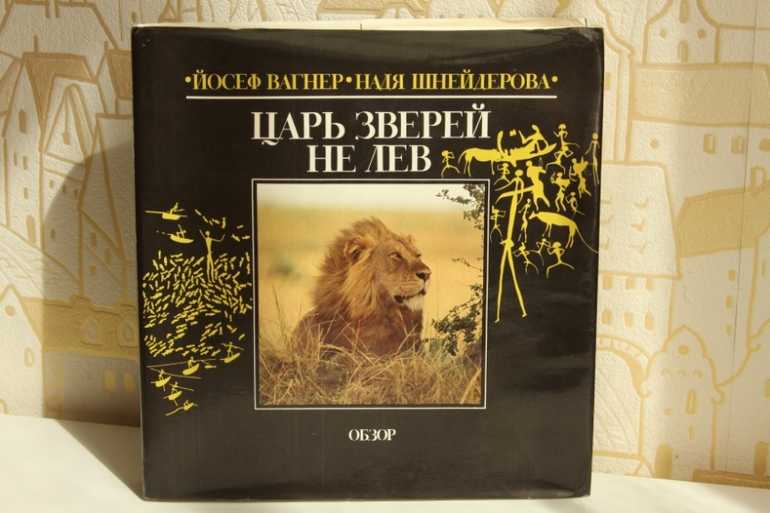 •ЙОСЕФ ВАГНЕР•НАДЯ ШНЕЙДЕРОВА•
ЦАРЬ ЗВЕРЕЙ
НЕ ЛЕВ
ОБЗОР